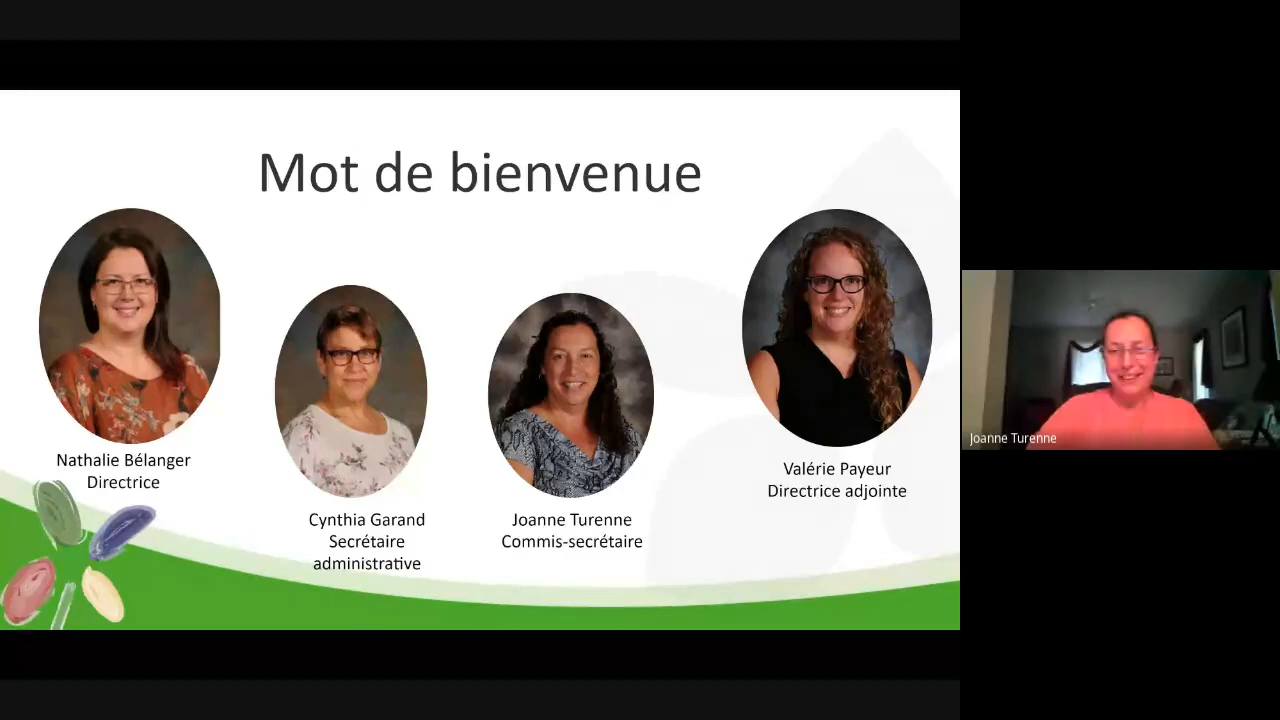 Mot de bienvenue
Nathalie Bélanger
Directrice
Cynthia Garand
Secrétaire
administrative
Joanne Turenne
Commis-secrétaire
Valérie Payeur
Directrice adjointe
Joanne Turenne